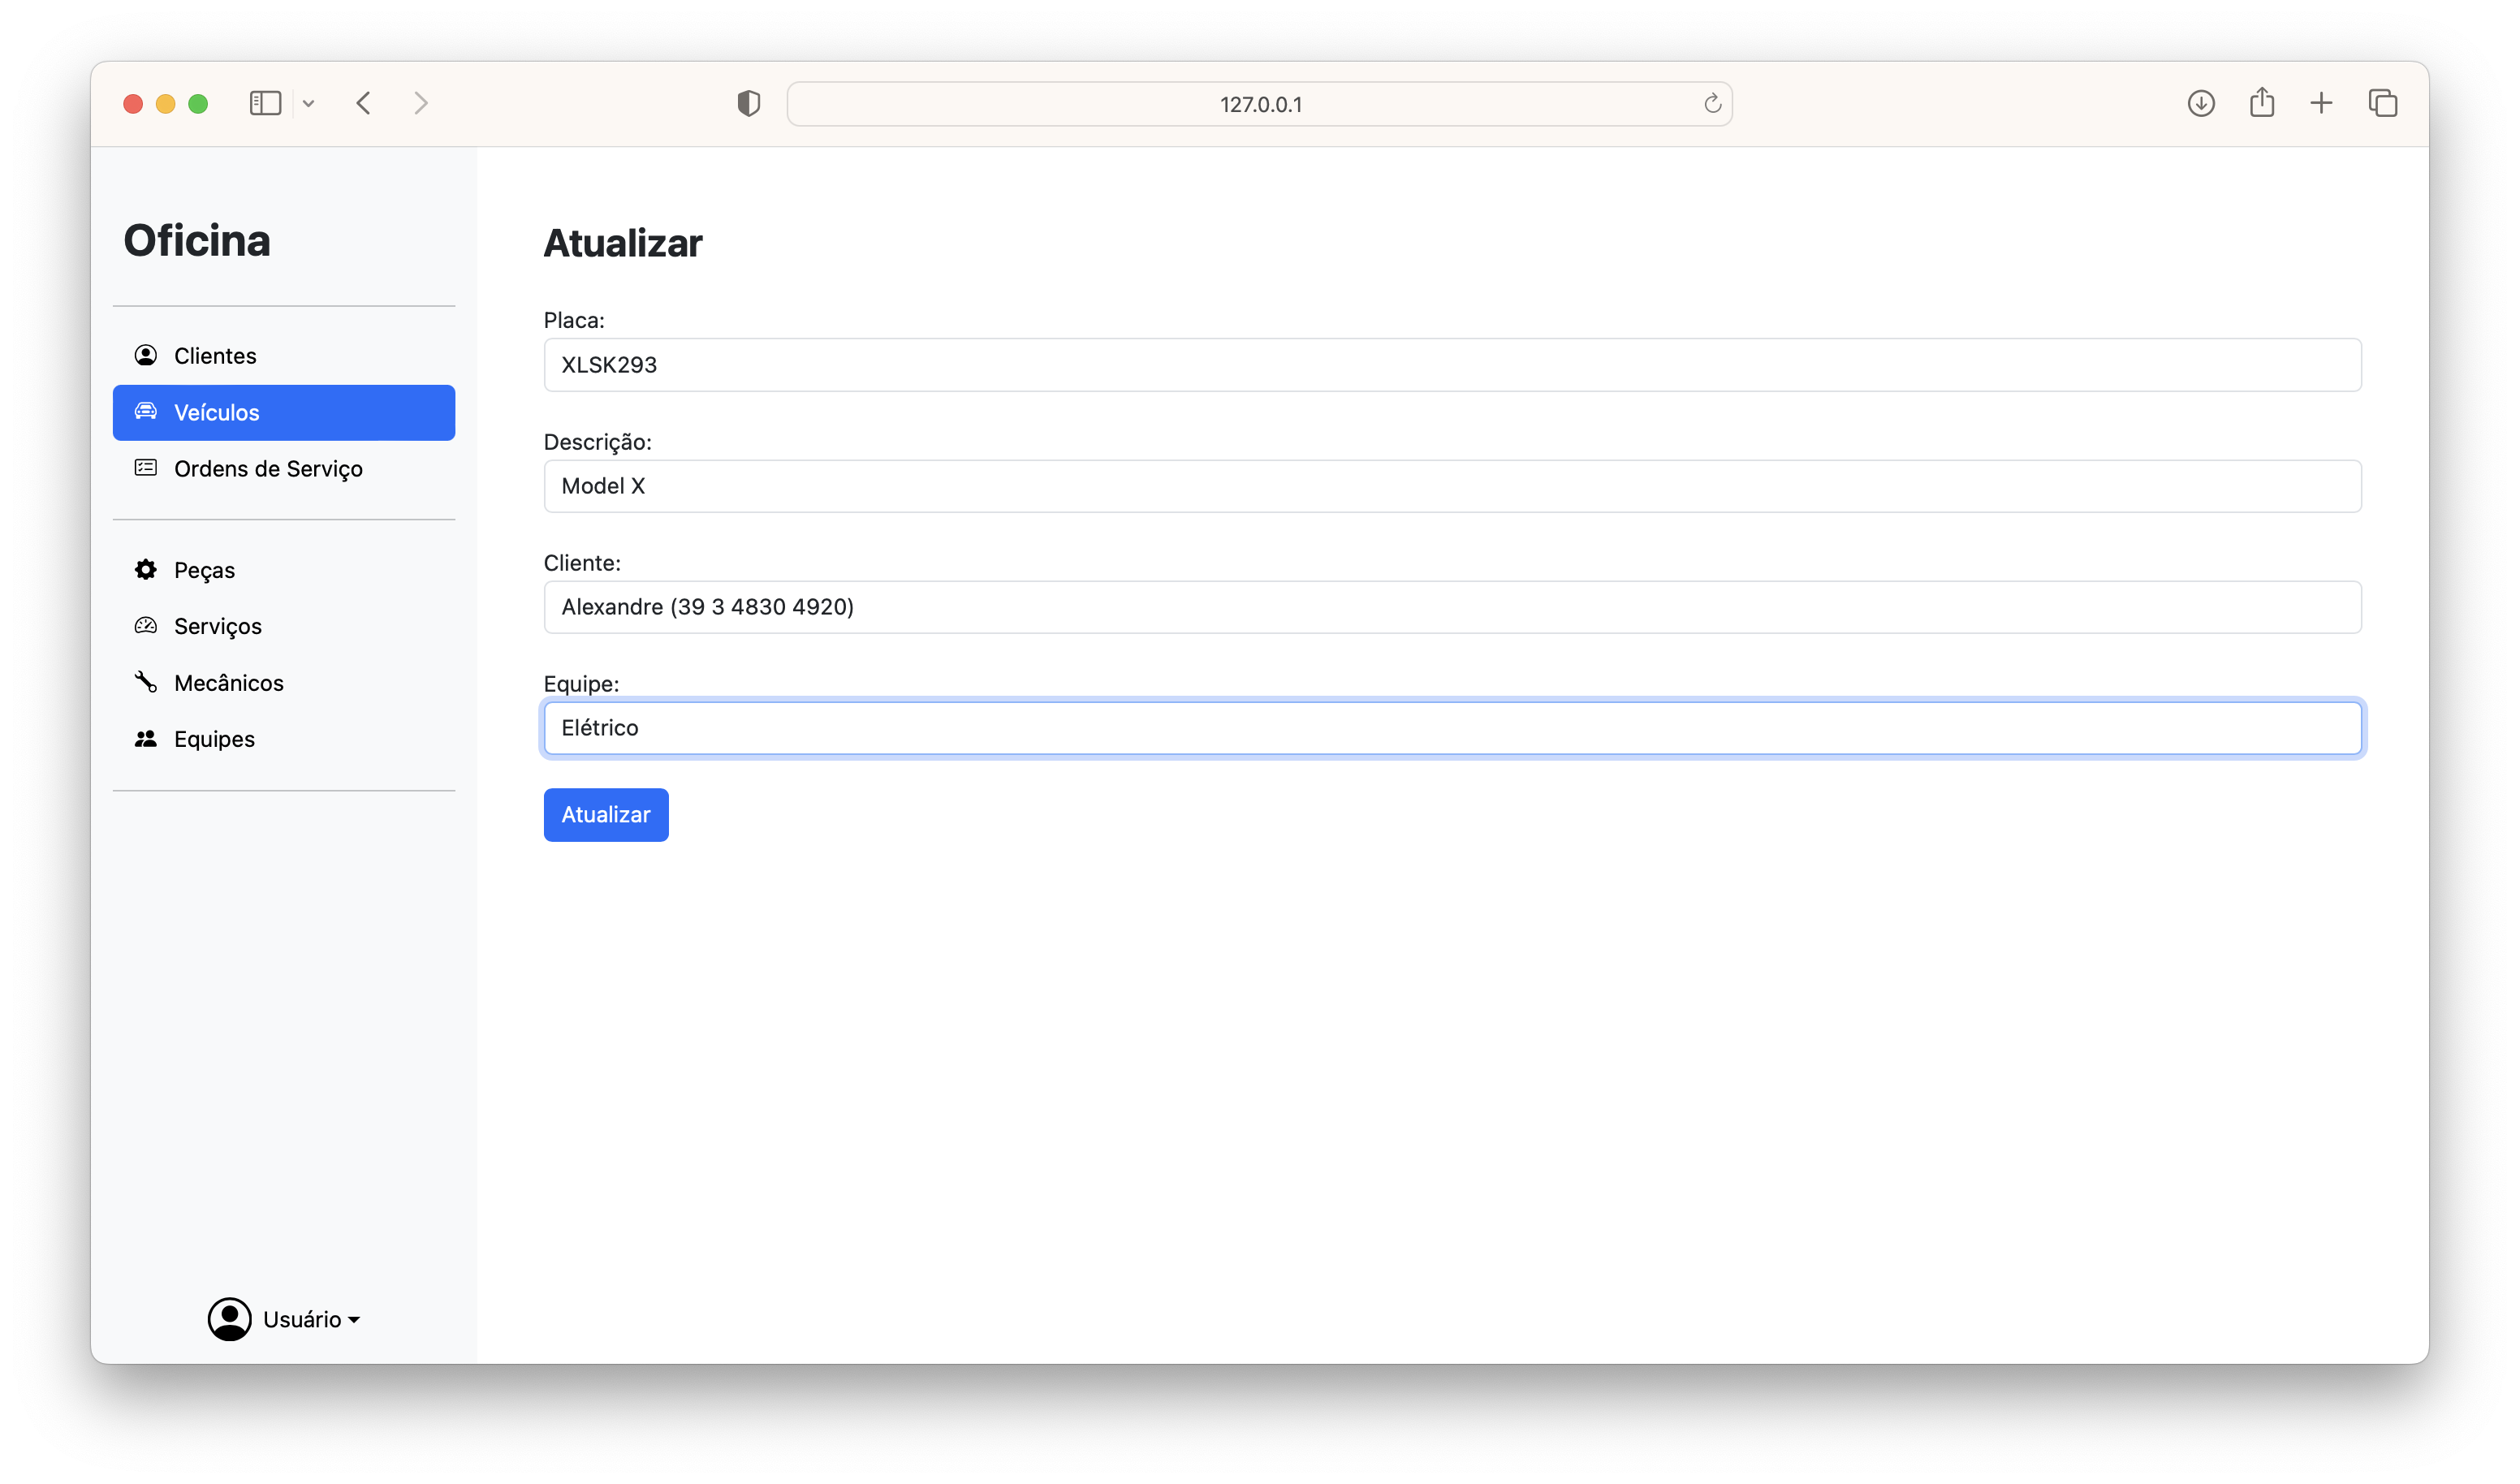 127.0.0.1
Oficina
Clientes
Veículos
Ordens de Serviço
Peças
Serviços
Mecânicos
Equipes
Usuário
Atualizar
Placa:
XLSK293
Descrição:
Model X
Cliente:
Alexandre (39 3 4830 4920)
Equipe:
Elétrico
Atualizar